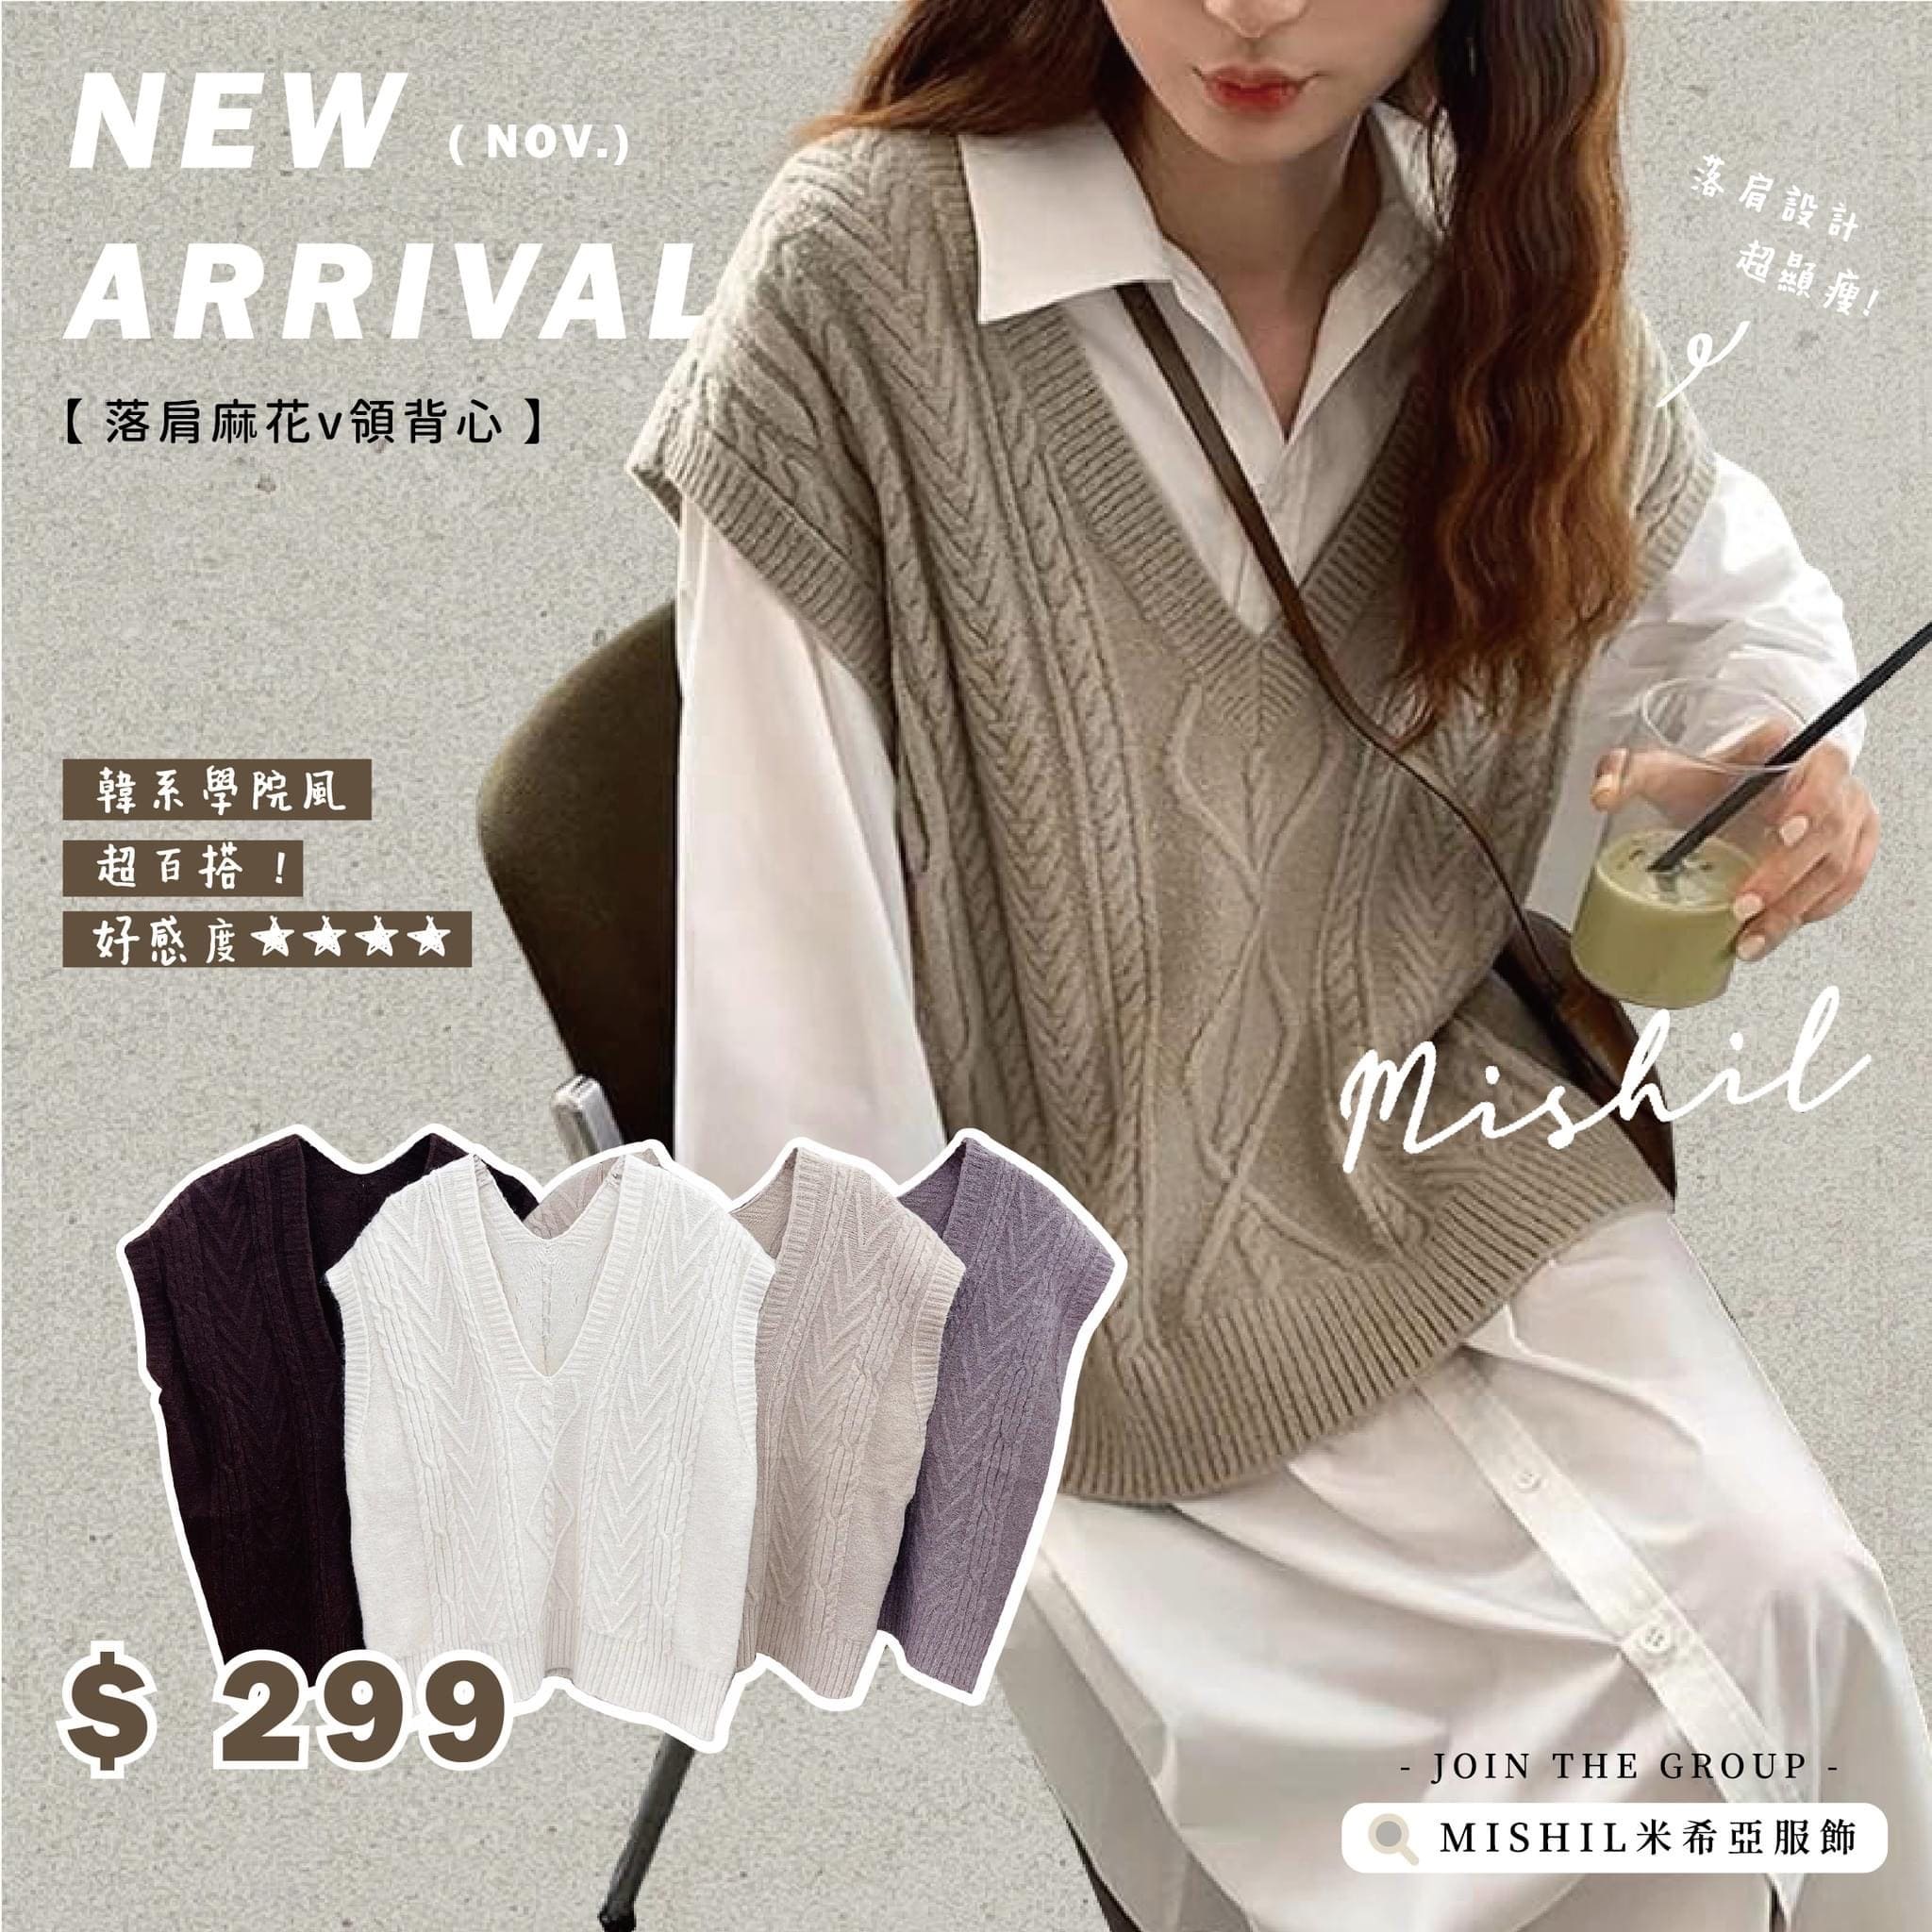 NEW ( NOV.)
ARRIVAL
【 落肩麻花v領背心 】
落肩設計
超顯瘦!
韓系學院風
超百搭！
好感度★★★★
Mishil
$ 299
- JOIN THE GROUP -
MISHIL米希亞服飾